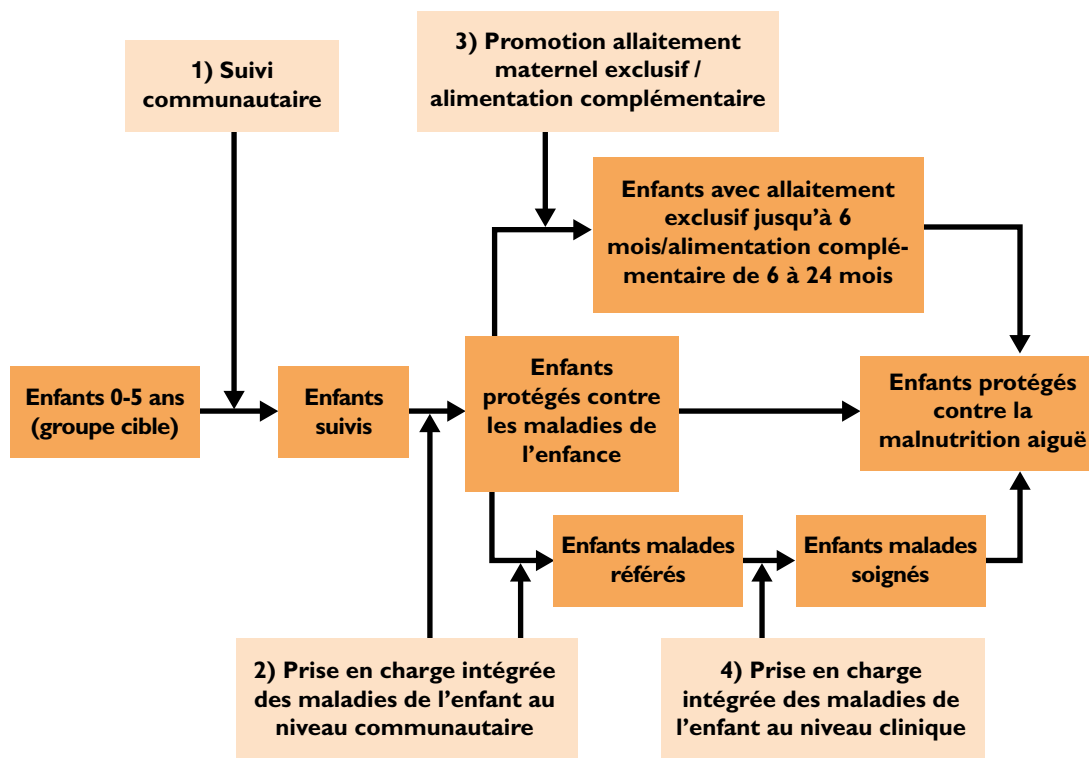 1) Suivi
communautaire
3) Promotion allaitement
maternel exclusif /
alimentation complémentaire
Enfants avec allaitement
exclusif jusqu’à 6
mois/alimentation complé-
mentaire de 6 à 24 mois
Enfants 0-5 ans
(groupe cible)
Enfants
suivis
Enfants
protégés contre
les maladies de
l’enfance
Enfants protégés
contre la
malnutrition aiguë
Enfants malades
référés
Enfants malades
soignés
2) Prise en charge intégrée
des maladies de l’enfant au
niveau communautaire
4) Prise en charge
intégrée des maladies de
l’enfant au niveau clinique